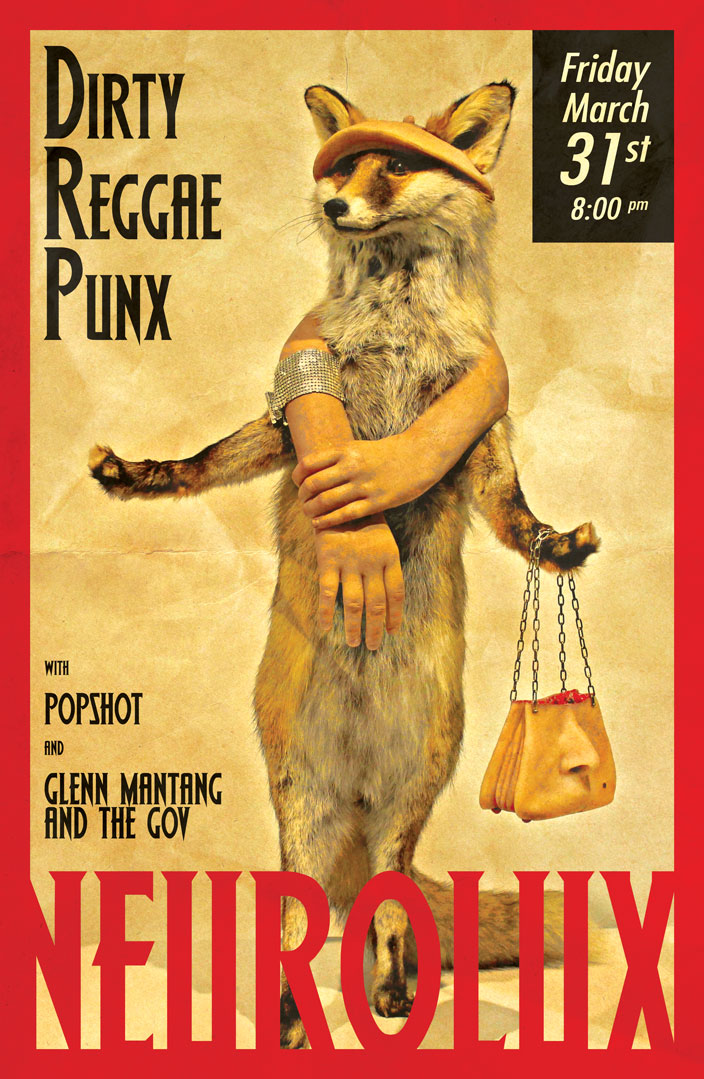 Dirty
Reggae
Punx
Friday
March
31st
8:00 pm
WITH
POPSHOT
AND
GLENN MANTANG
AND THE GOV
NEUROLUX